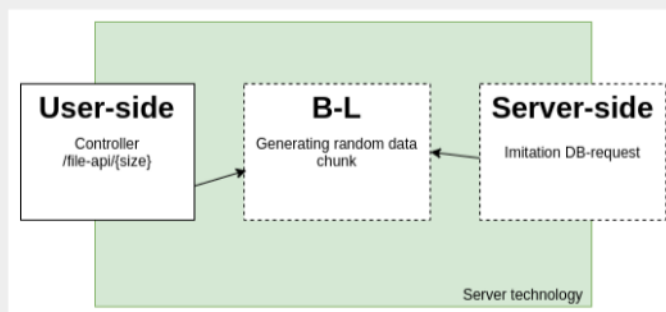 User-side
Controller
/file-api/{size}
B-L
Generating random data
chunk
Server-side
Imitation DB-request
Server technology